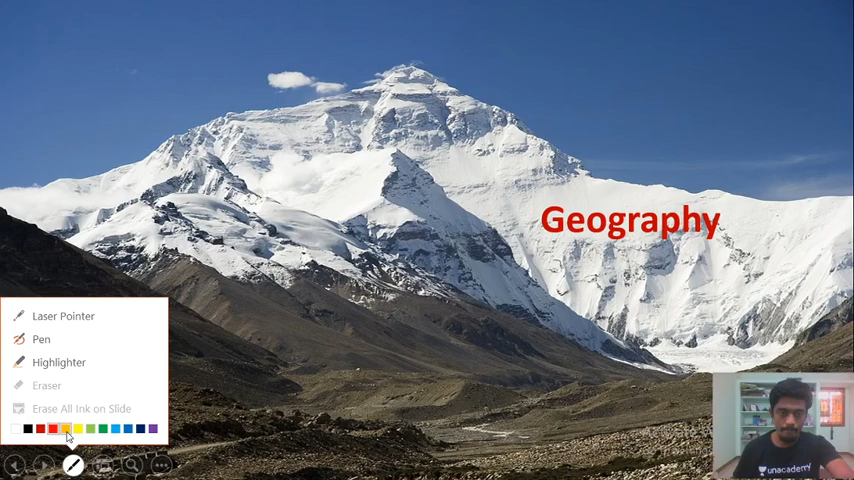 Geography
Laser Pointer
Pen
Highlighter
Eraser
Erase All Ink on Slide
unacademy